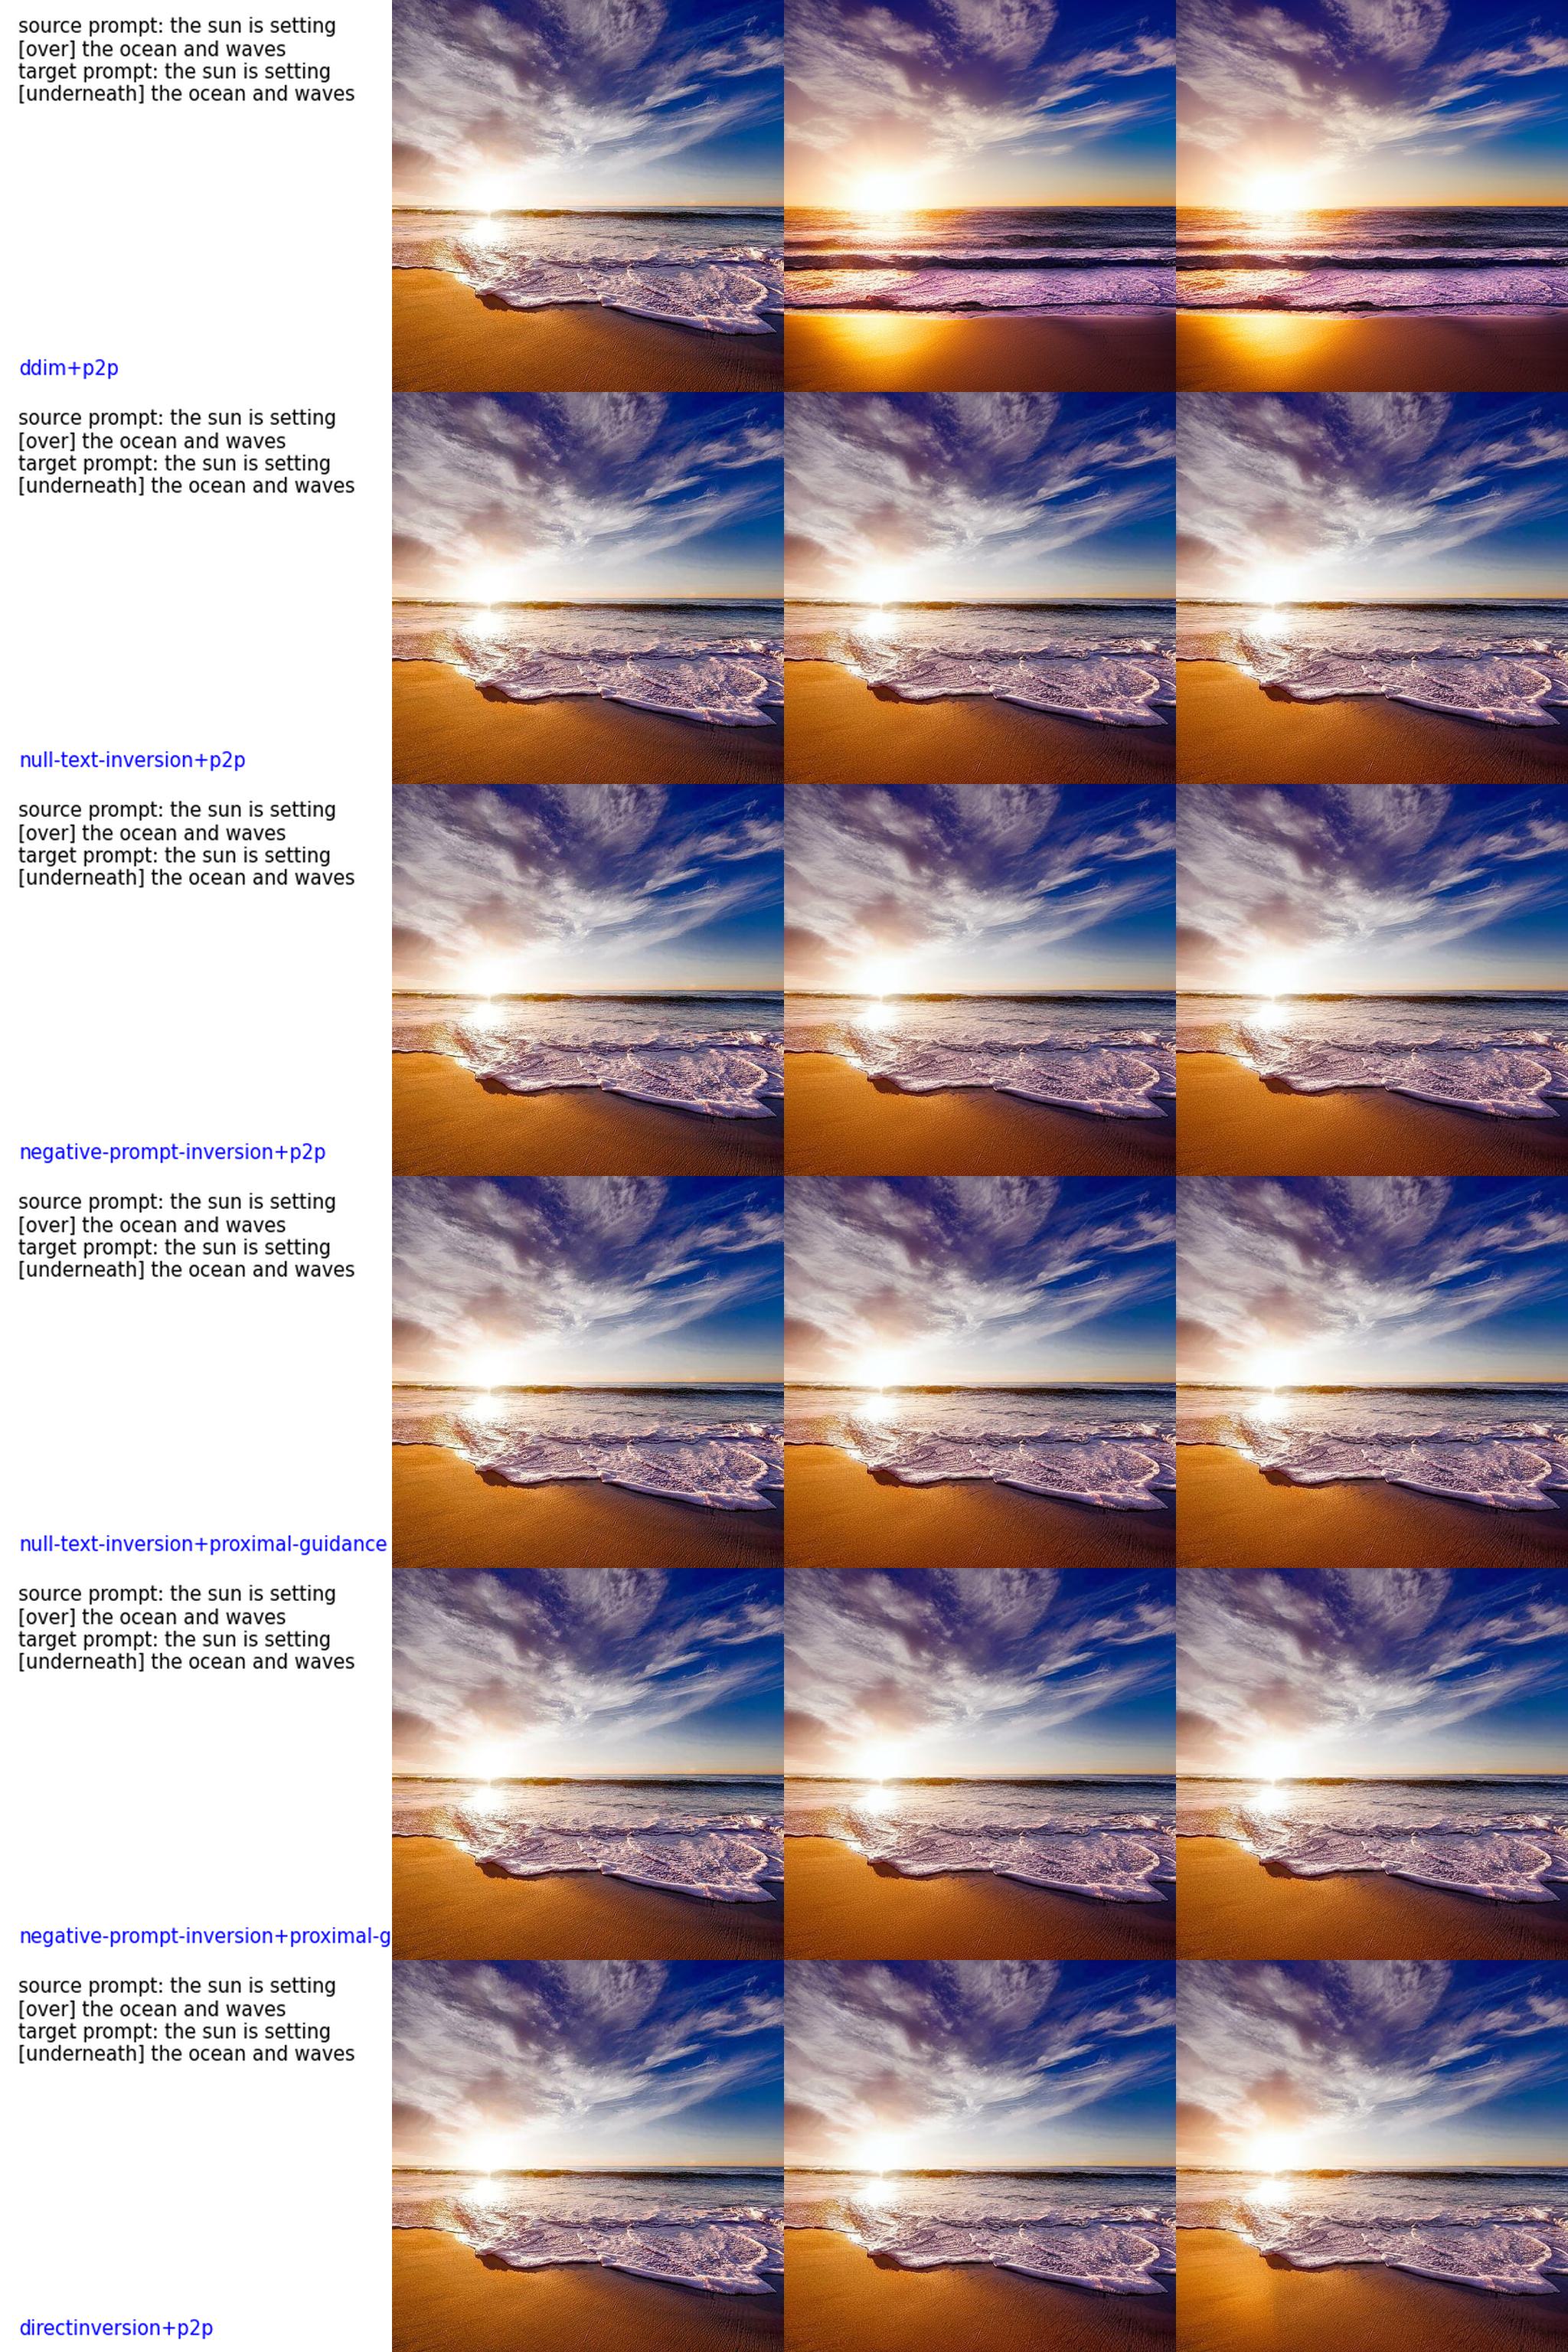 source prompt: the sun is setting
[over] the ocean and waves
target prompt: the sun is setting
[underneath] the ocean and waves
ddim+p2p
source prompt: the sun is setting
[over] the ocean and waves
target prompt: the sun is setting
[underneath] the ocean and waves
null-text-inversion+p2p
source prompt: the sun is setting
[over] the ocean and waves
target prompt: the sun is setting
[underneath] the ocean and waves
negative-prompt-inversion+p2p
source prompt: the sun is setting
[over] the ocean and waves
target prompt: the sun is setting
[underneath] the ocean and waves
null-text-inversion+proximal-guidance
source prompt: the sun is setting
[over] the ocean and waves
target prompt: the sun is setting
[underneath] the ocean and waves
negative-prompt-inversion+proximal-g
source prompt: the sun is setting
[over] the ocean and waves
target prompt: the sun is setting
[underneath] the ocean and waves
directinversion+p2p